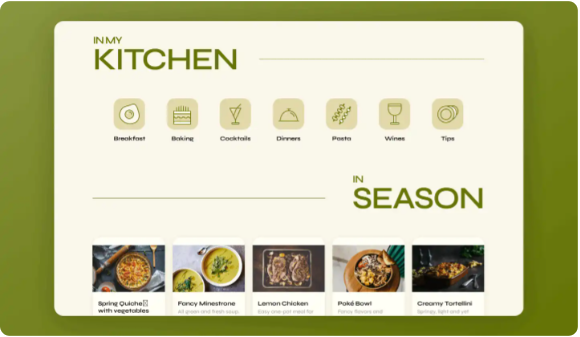 IN MY
KITCHEN
Breakfast
Baking
Cocktails
Dinners
Pasta
Wines
Tips
IN
SEASON
Spring Quiche
with vegetables
Fancy Minestrone
All green and fresh soup,
Lemon Chicken
Easy one-pot meal for
Poké Bowl
Fancy flavors and
Creamy Tortellini
Springy, light and yet